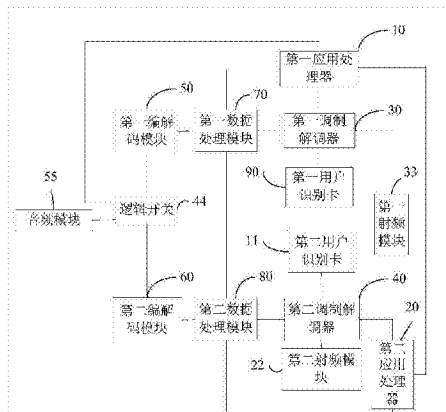 10
第一应用处
理器
50
70
第一编解
码模块
第一数据
处理模块
第一调制
解调器
30
55
44
90
第一用户
识别卡
33
第一
射频
模块
音频模块
逻辑开关
11
第二用户
识别卡
60
80
40
20
第二编解
码模块
第二数据
处理模块
第二调制解
调器
22
第二射频模
块
第二
应用
处理
器